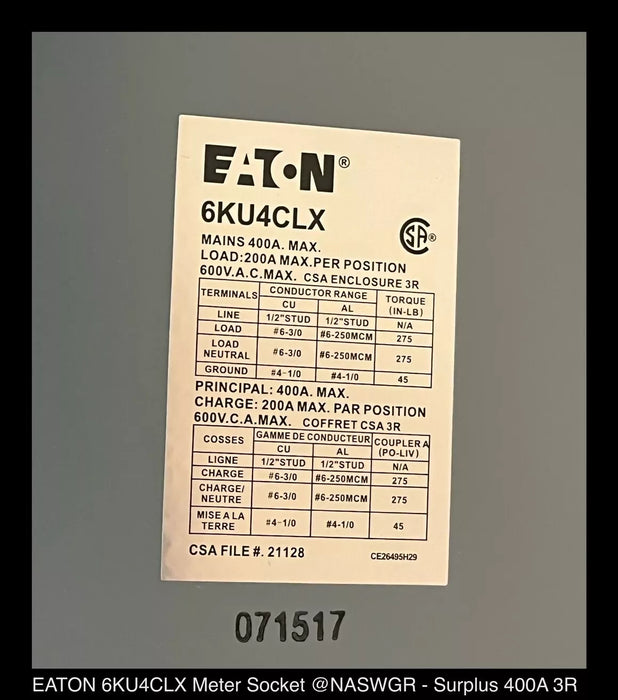 EATON®
6KU4CLX
SA®
MAINS 400A. MAX.
LOAD:200A MAX.PER POSITION
600V.A.C.MAX. CSA ENCLOSURE 3R
TERMINALS CONDUCTOR RANGE TORQUE (IN-LB)
CU AL
LINE 1/2"STUD 1/2"STUD N/A
LOAD #6-3/0 #6-250MCM 275
LOAD NEUTRAL #6-3/0 #6-250MCM 275
GROUND #4-1/0 #4-1/0 45
PRINCIPAL: 400A. MAX.
CHARGE: 200A MAX. PAR POSITION
600V.C.A.MAX. COFFRET CSA 3R
COSSES GAMME DE CONDUCTEUR COUPLER A (PO-LIV)
CU AL
LIGNE 1/2"STUD 1/2"STUD N/A
CHARGE #6-3/0 #6-250MCM 275
CHARGE/ NEUTRE #6-3/0 #6-250MCM 275
MISE A LA TERRE #4-1/0 #4-1/0 45
CSA FILE #. 21128 CE26495H29
071517
EATON 6KU4CLX Meter Socket @NASWGR - Surplus 400A 3R